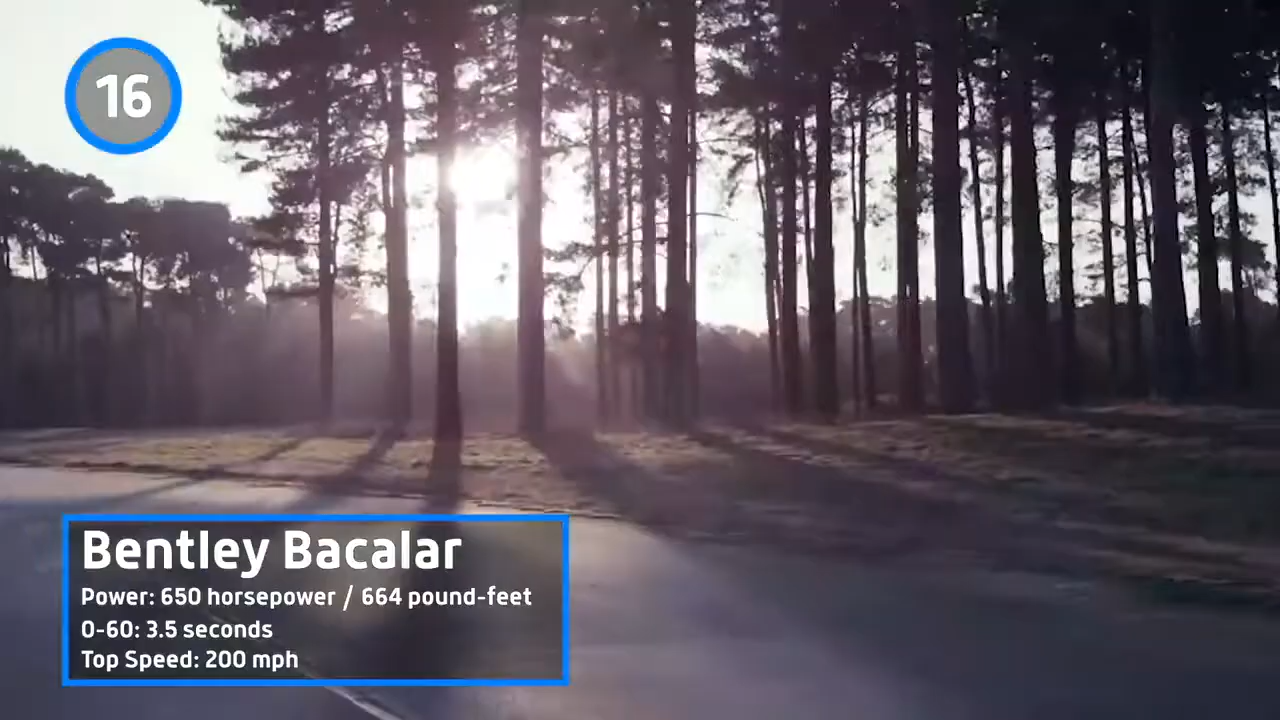 16
Bentley Bacalar
Power: 650 horsepower / 664 pound-feet
0-60: 3.5 seconds
Top Speed: 200 mph